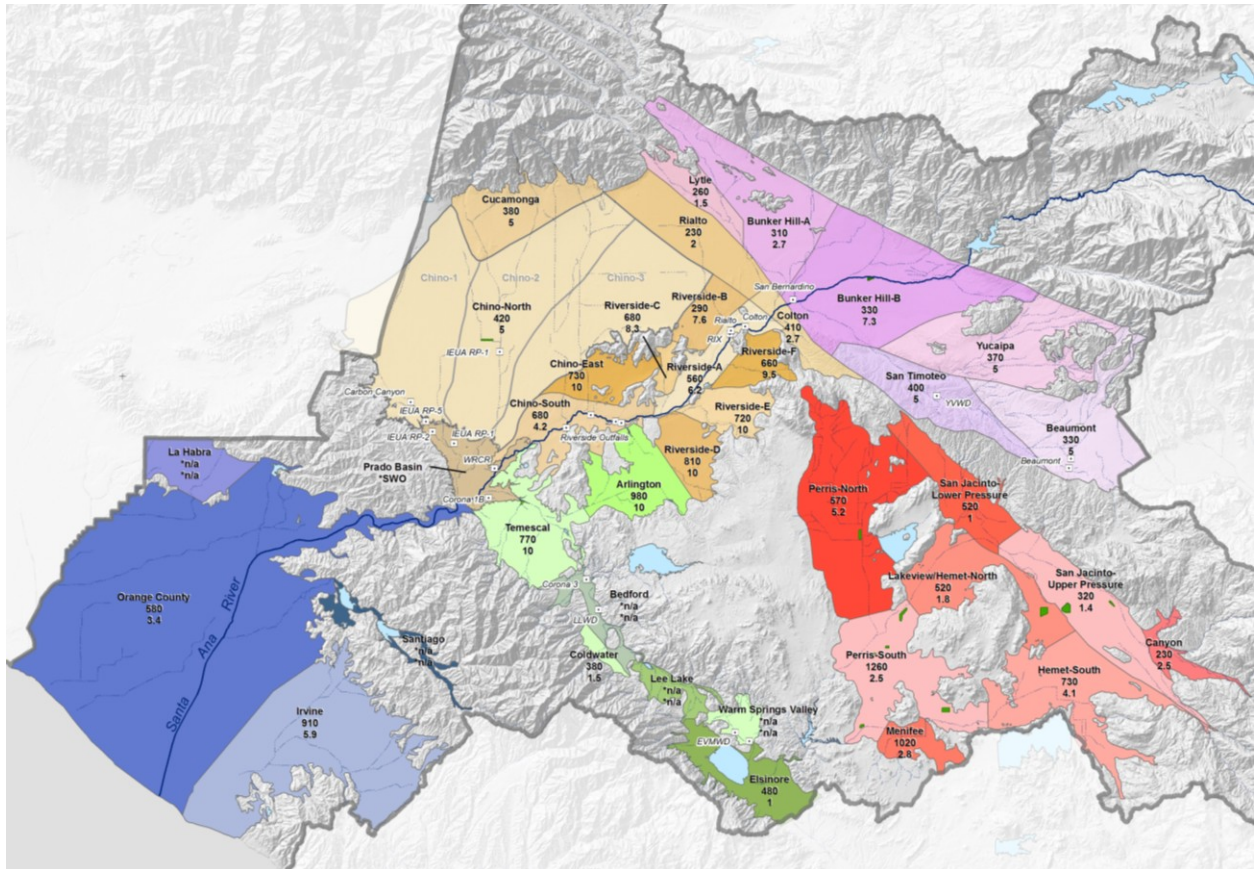 Lytle
260
1.5
Cucamonga
380
5
Bunker Hill-A
310
2.7
Rialto
230
2
Chino-1
Chino-2
Chino-3
San Bernardino
Bunker Hill-B
330
7.3
Chino-North
420
5
Riverside-C
680
8.3
Riverside-B
290
7.6
Rialto
Colton
RIX
Colton
410
2.7
Yucaipa
370
5
IEUA RP-1
Chino-East
730
10
Riverside-A
560
6.2
Riverside-F
660
9.5
San Timoteo
400
5
YVWD
Carbon Canyon
IEUA RP-5
IEUA RP-2
IEUA RP-1
Chino-South
680
4.2
Riverside-E
720
10
Riverside Outfalls
Beaumont
330
5
Beaumont
La Habra
*n/a
*n/a
Prado Basin
*SWO
WRCR
Corona 1B
Riverside-D
810
10
Arlington
980
10
Perris-North
570
5.2
San Jacinto-
Lower Pressure
520
1
Temescal
770
10
Corona 3
Orange County
580
3.4
Santa
Ana
River
Bedford
*n/a
*n/a
LLWD
Lakeview/Hemet-North
520
1.8
San Jacinto-
Upper Pressure
320
1.4
Santiago
*n/a
*n/a
Coldwater
380
1.5
Canyon
230
2.5
Perris-South
1260
2.5
Hemet-South
730
4.1
Lee Lake
*n/a
*n/a
Irvine
910
5.9
Warm Springs Valley
*n/a
*n/a
EVMWD
Menifee
1020
2.8
Elsinore
480
1